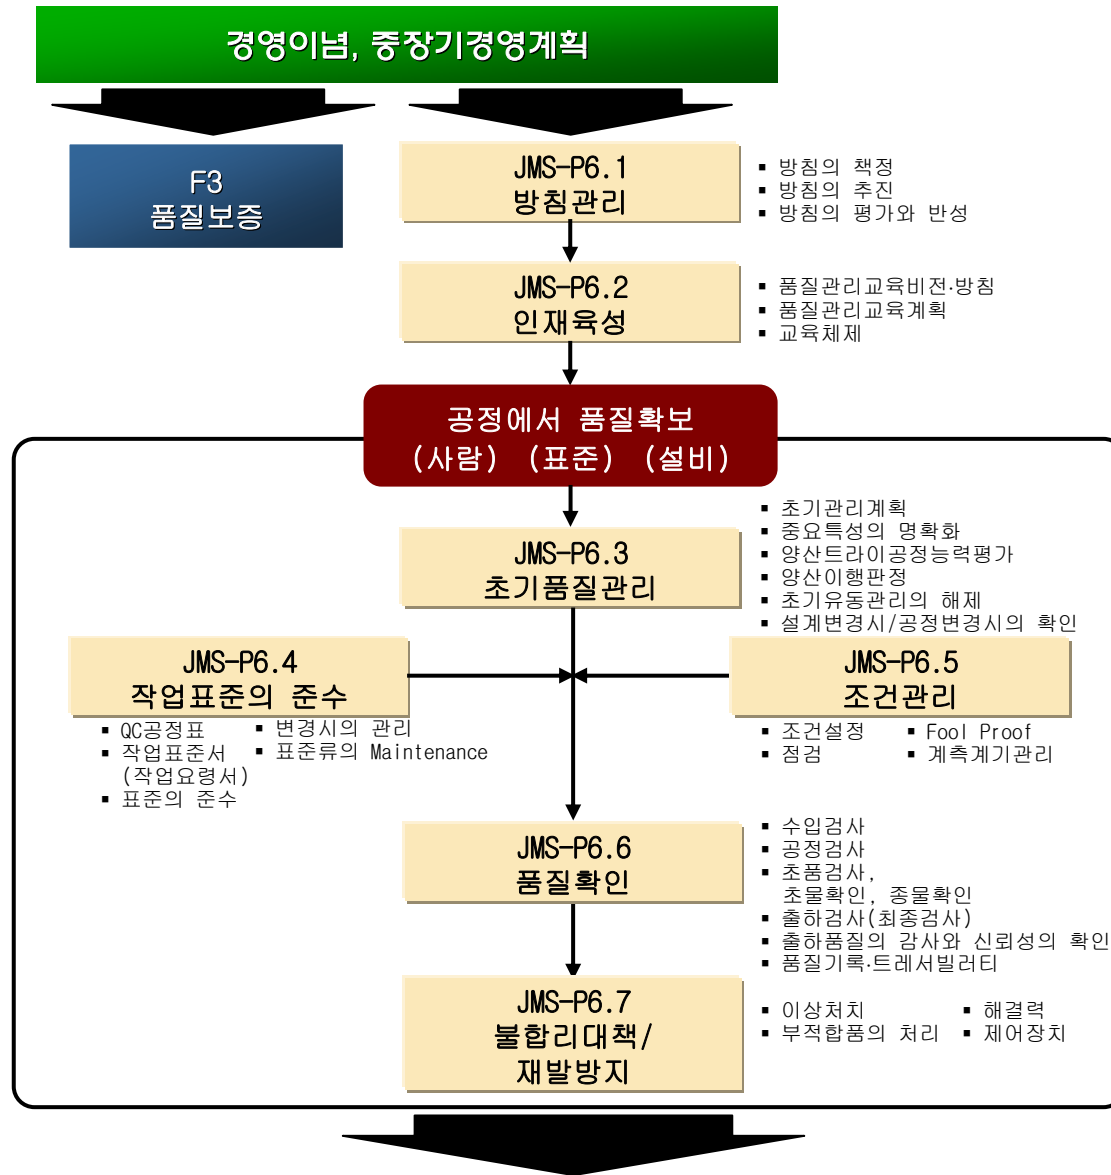 경영이념, 중장기경영계획
F3
품질보증
JMS-P6.1
방침관리
▪ 방침의 책정
▪ 방침의 추진
▪ 방침의 평가와 반성
JMS-P6.2
인재육성
▪ 품질관리교육비전·방침
▪ 품질관리교육계획
▪ 교육체제
공정에서 품질확보
(사람) (표준) (설비)
JMS-P6.3
초기품질관리
▪ 초기관리계획
▪ 중요특성의 명확화
▪ 양산트라이공정능력평가
▪ 양산이행판정
▪ 초기유동관리의 해제
▪ 설계변경시/공정변경시의 확인
JMS-P6.4
작업표준의 준수
▪ QC공정표
▪ 작업표준서
(작업요령서)
▪ 표준의 준수
▪ 변경시의 관리
▪ 표준류의 Maintenance
JMS-P6.5
조건관리
▪ 조건설정
▪ 점검
▪ Fool Proof
▪ 계측계기관리
JMS-P6.6
품질확인
▪ 수입검사
▪ 공정검사
▪ 초품검사,
초물확인, 종물확인
▪ 출하검사(최종검사)
▪ 출하품질의 감사와 신뢰성의 확인
▪ 품질기록·트레서빌러티
JMS-P6.7
불합리대책/
재발방지
▪ 이상처치
▪ 부적합품의 처리
▪ 해결력
▪ 제어장치